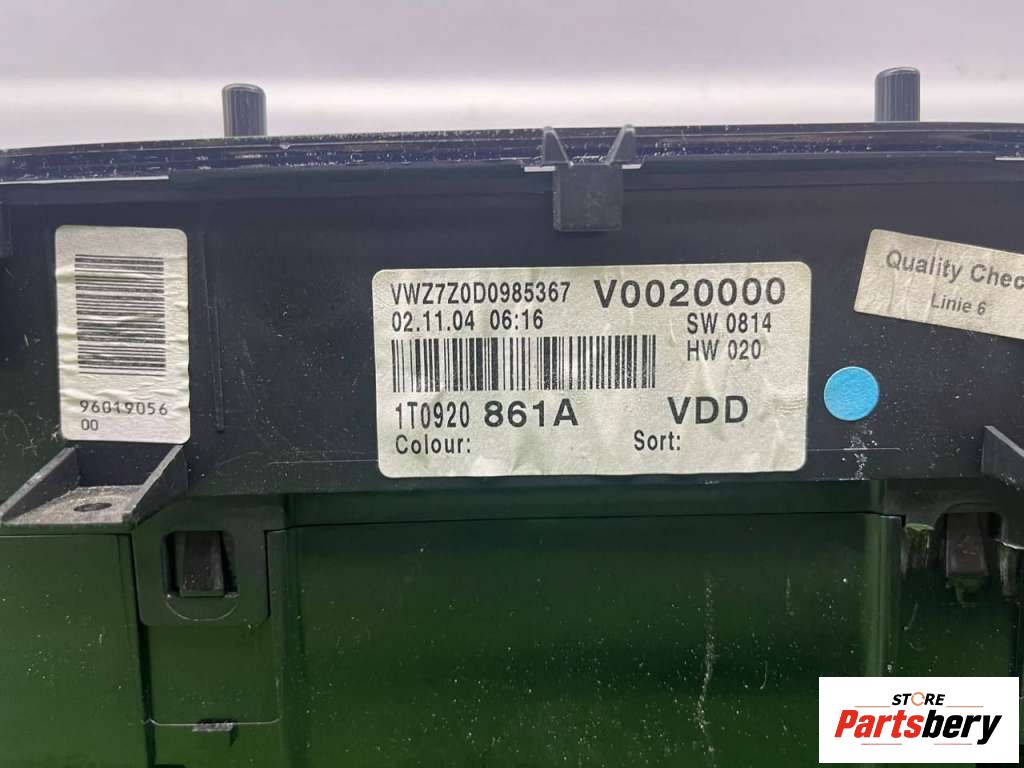 96019056
00
VWZ7Z0D0985367 V0020000
02.11.04 06:16 SW 0814
HW 020
1T0920 861A VDD
Colour: Sort:
Quality Chec
Linie 6
STORE
Partsbery